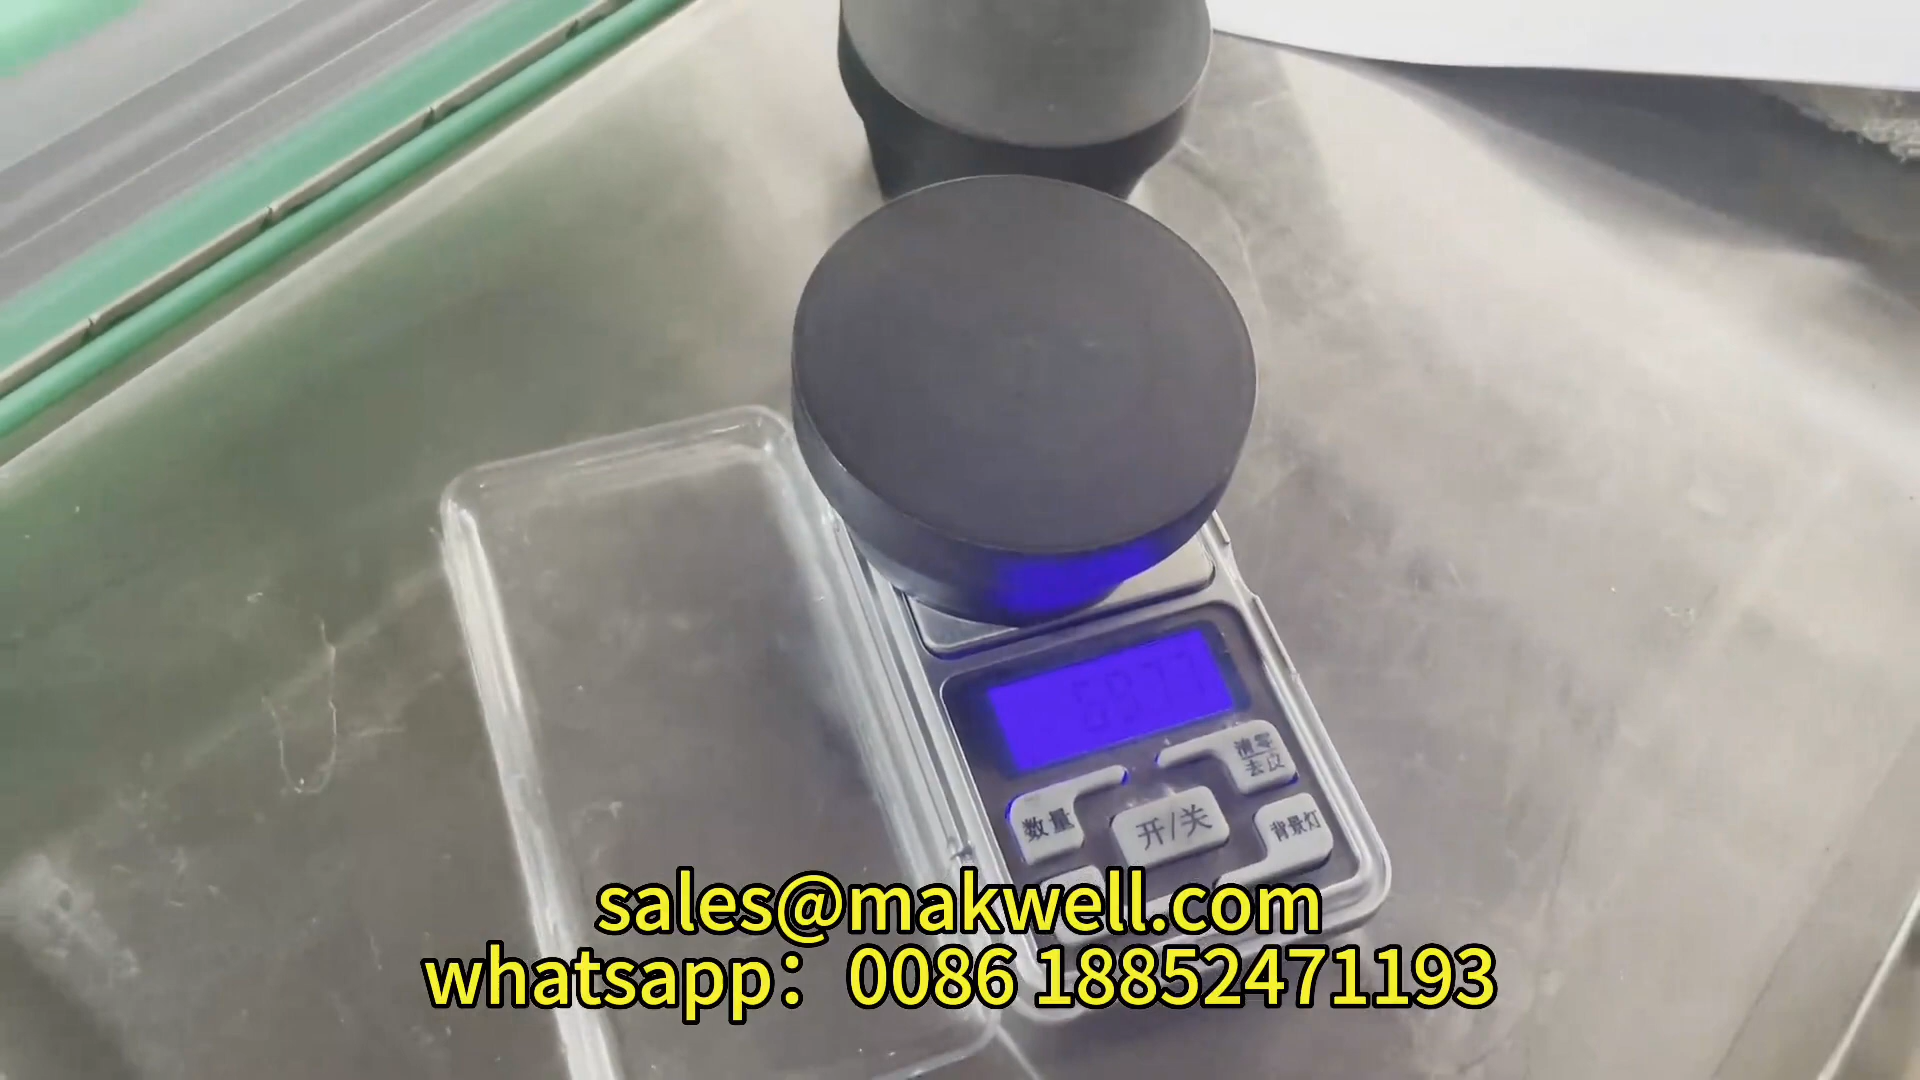 清零
去皮
数量
开/关
背景灯
sales@makwell.com
whatsapp：0086 18852471193